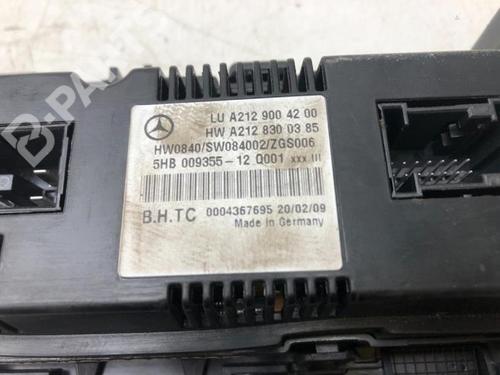 LU A212 900 42 00
HW A212 830 03 85
HW0840/SW084002/ZGS006
5HB 009355-12 Q001 xxx III
B.H.TC 0004367695 20/02/09
Made in Germany
B-PARTS